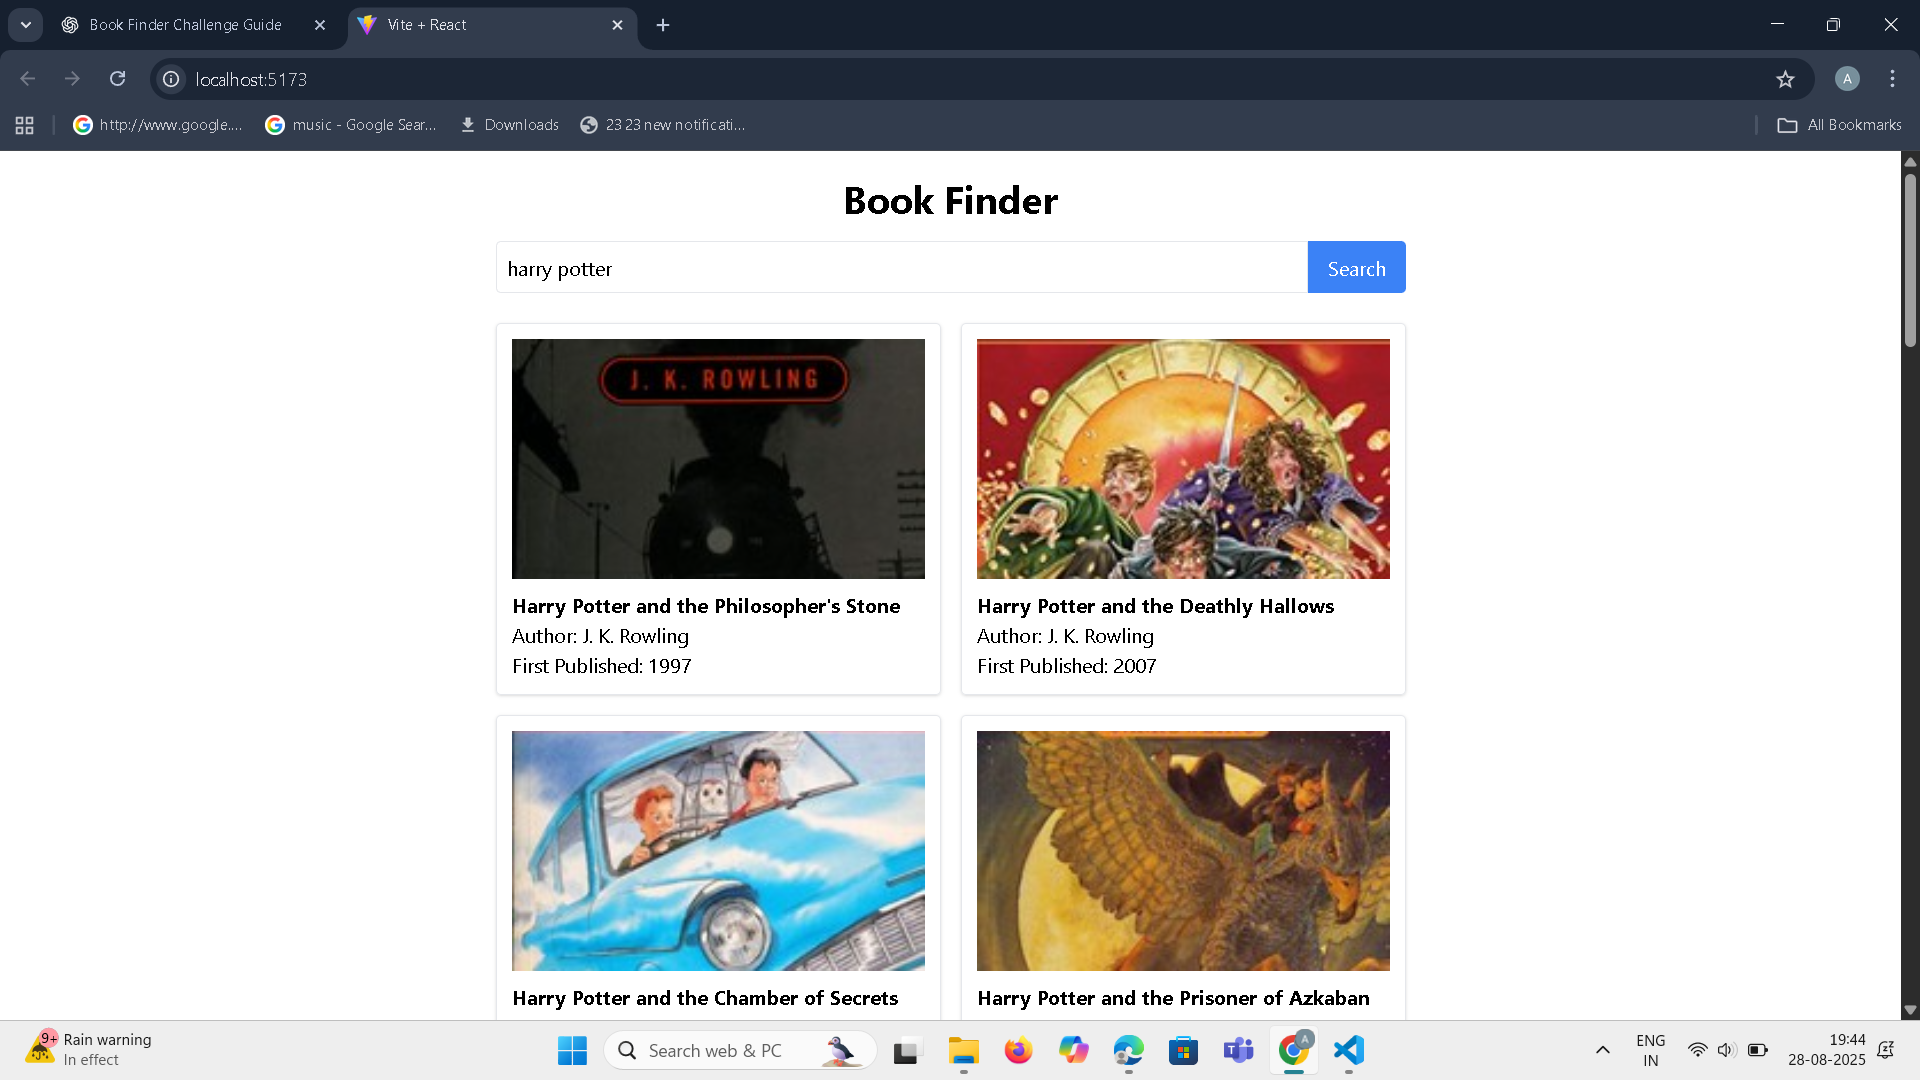 Book Finder Challenge Guide
Vite + React
localhost:5173
A
http://www.google....
music - Google Sear...
Downloads
23 23 new notificati...
All Bookmarks
Book Finder
harry potter
Search
J. K. ROWLING
Harry Potter and the Philosopher's Stone
Author: J. K. Rowling
First Published: 1997
Harry Potter and the Deathly Hallows
Author: J. K. Rowling
First Published: 2007
Harry Potter and the Chamber of Secrets
Harry Potter and the Prisoner of Azkaban
9+
Rain warning
In effect
Search web & PC
T
A
ENG
IN
19:44
28-08-2025